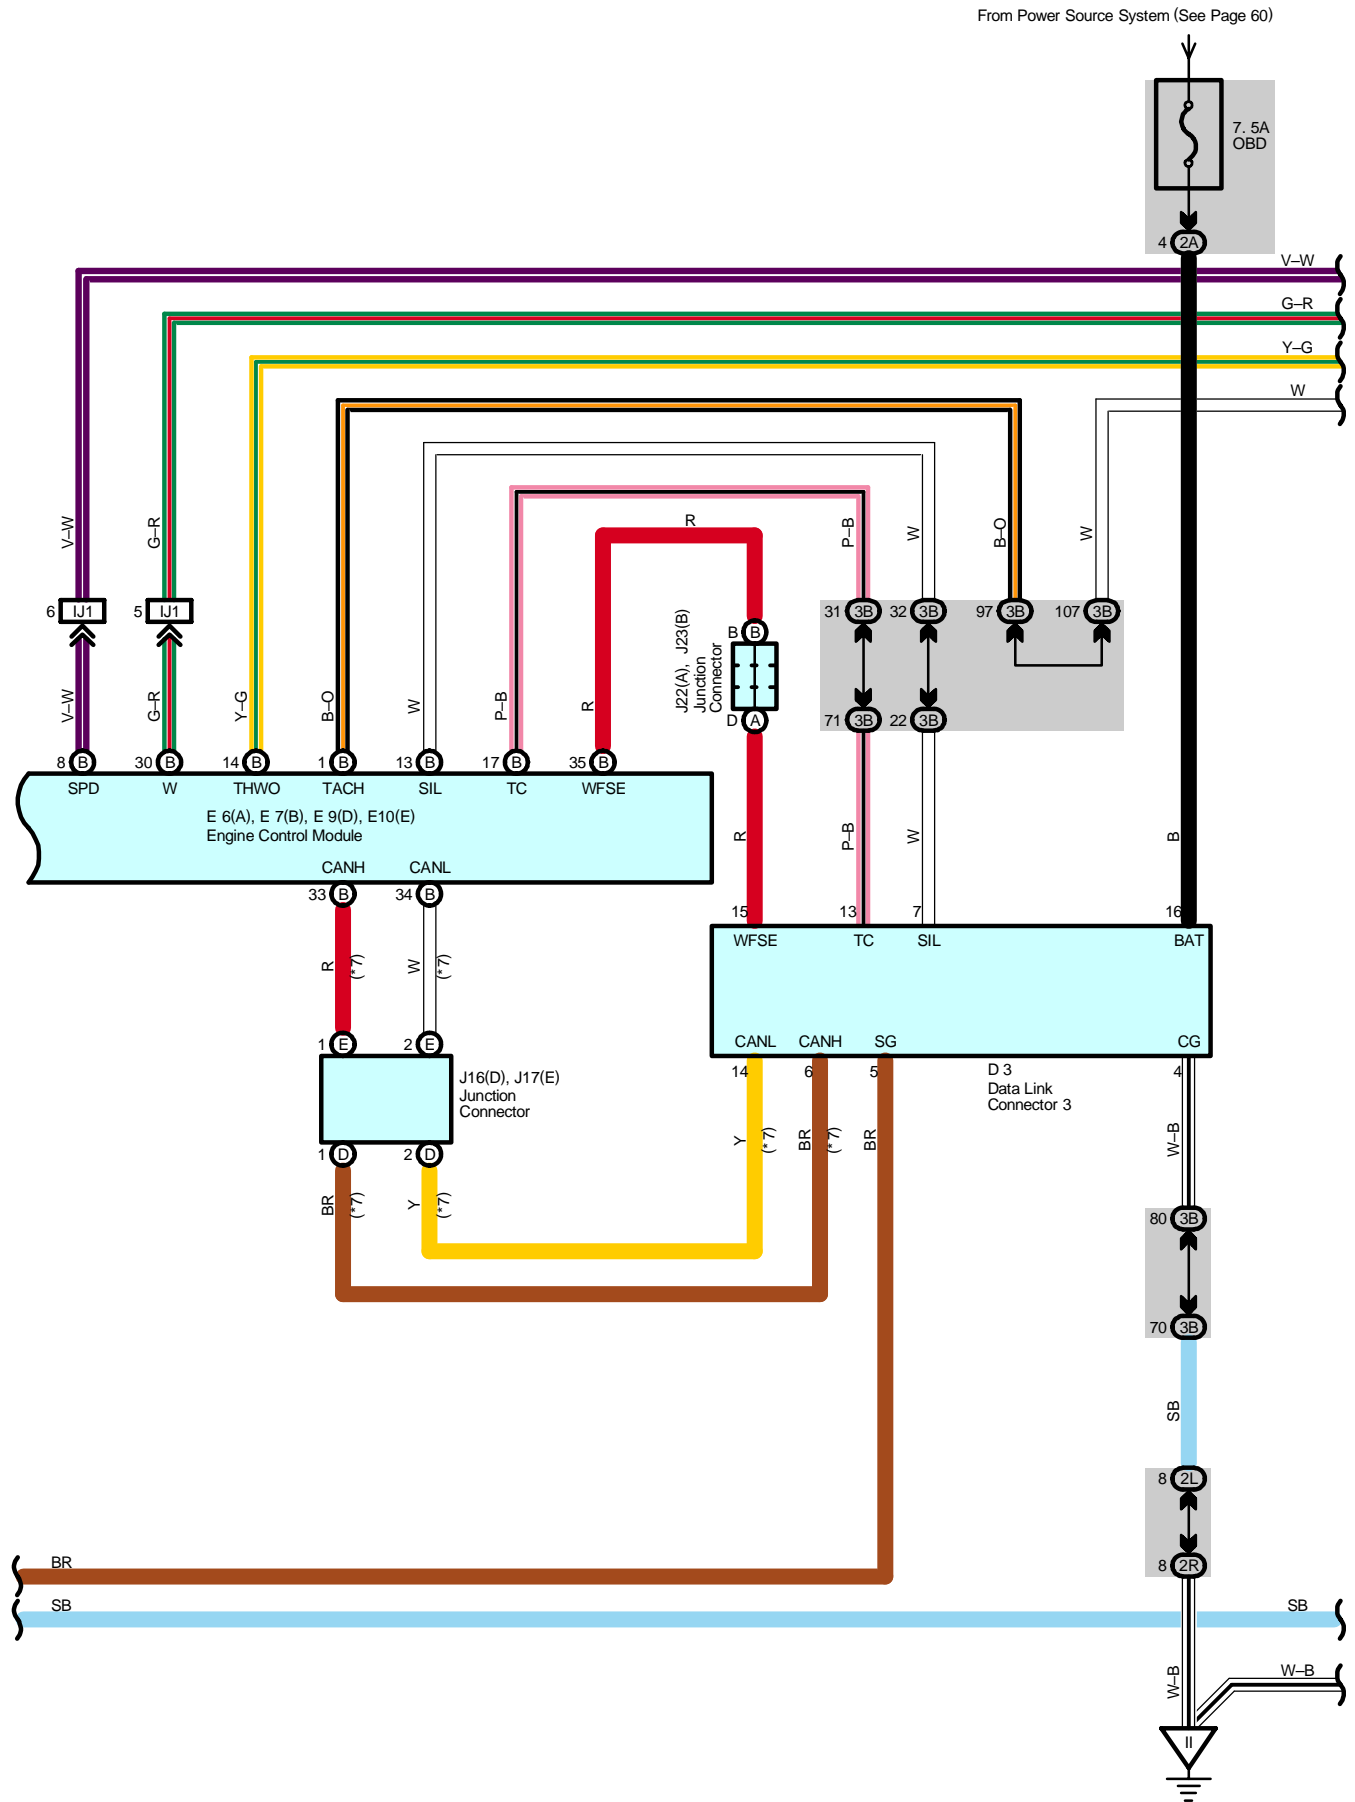 From Power Source System (See Page 60)
7. 5A
OBD
4 2A
V–W
G–R
Y–G
W
V–W
G–R
R
P–B
W
B–O
W
6 IJ1
5 IJ1
31 3B
32 3B
97 3B
107 3B
B B
J22(A), J23(B)
Junction
Connector
D A
71 3B
22 3B
V–W
G–R
Y–G
B–O
W
P–B
R
8 B
30 B
14 B
1 B
13 B
17 B
35 B
SPD
W
THWO
TACH
SIL
TC
WFSE
E 6(A), E 7(B), E 9(D), E10(E)
Engine Control Module
CANH
CANL
33 B
34 B
R
P–B
W
B
15
13
7
16
WFSE
TC
SIL
BAT
R
(*7)
W
(*7)
1 E
2 E
J16(D), J17(E)
Junction
Connector
1 D
2 D
CANL
CANH
SG
CG
14
6
5
4
D 3
Data Link
Connector 3
Y
(*7)
BR
(*7)
BR
W–B
BR
(*7)
Y
(*7)
80 3B
70 3B
SB
8 2L
8 2R
BR
SB
SB
W–B
W–B
II